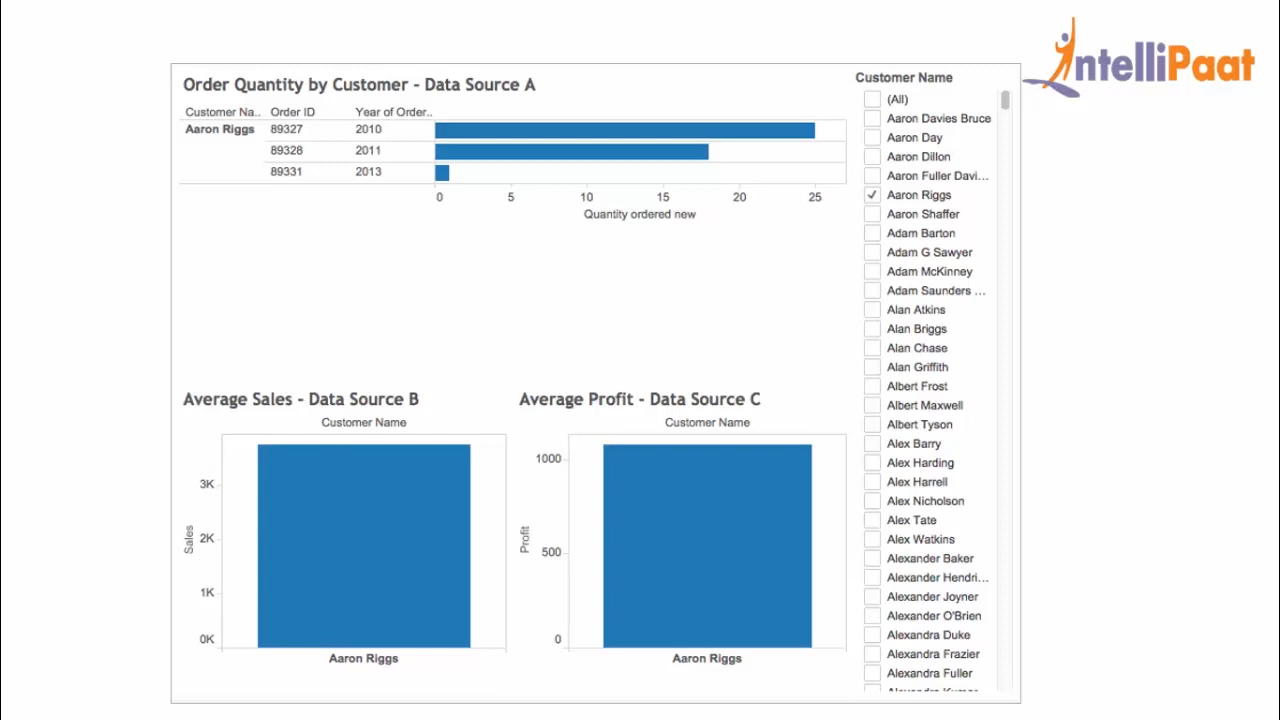 IntelliPaat
Order Quantity by Customer - Data Source A
Customer Na.. Order ID Year of Order..
Aaron Riggs 89327 2010
89328 2011
89331 2013
0 5 10 15 20 25
Quantity ordered new
Average Sales - Data Source B
Customer Name
Sales
3K
2K
1K
0K
Aaron Riggs
Average Profit - Data Source C
Customer Name
Profit
1000
500
0
Aaron Riggs
Customer Name
(All)
Aaron Davies Bruce
Aaron Day
Aaron Dillon
Aaron Fuller Davi...
Aaron Riggs
Aaron Shaffer
Adam Barton
Adam G Sawyer
Adam McKinney
Adam Saunders ...
Alan Atkins
Alan Briggs
Alan Chase
Alan Griffith
Albert Frost
Albert Maxwell
Albert Tyson
Alex Barry
Alex Harding
Alex Harrell
Alex Nicholson
Alex Tate
Alex Watkins
Alexander Baker
Alexander Hendri...
Alexander Joyner
Alexander O'Brien
Alexandra Duke
Alexandra Frazier
Alexandra Fuller